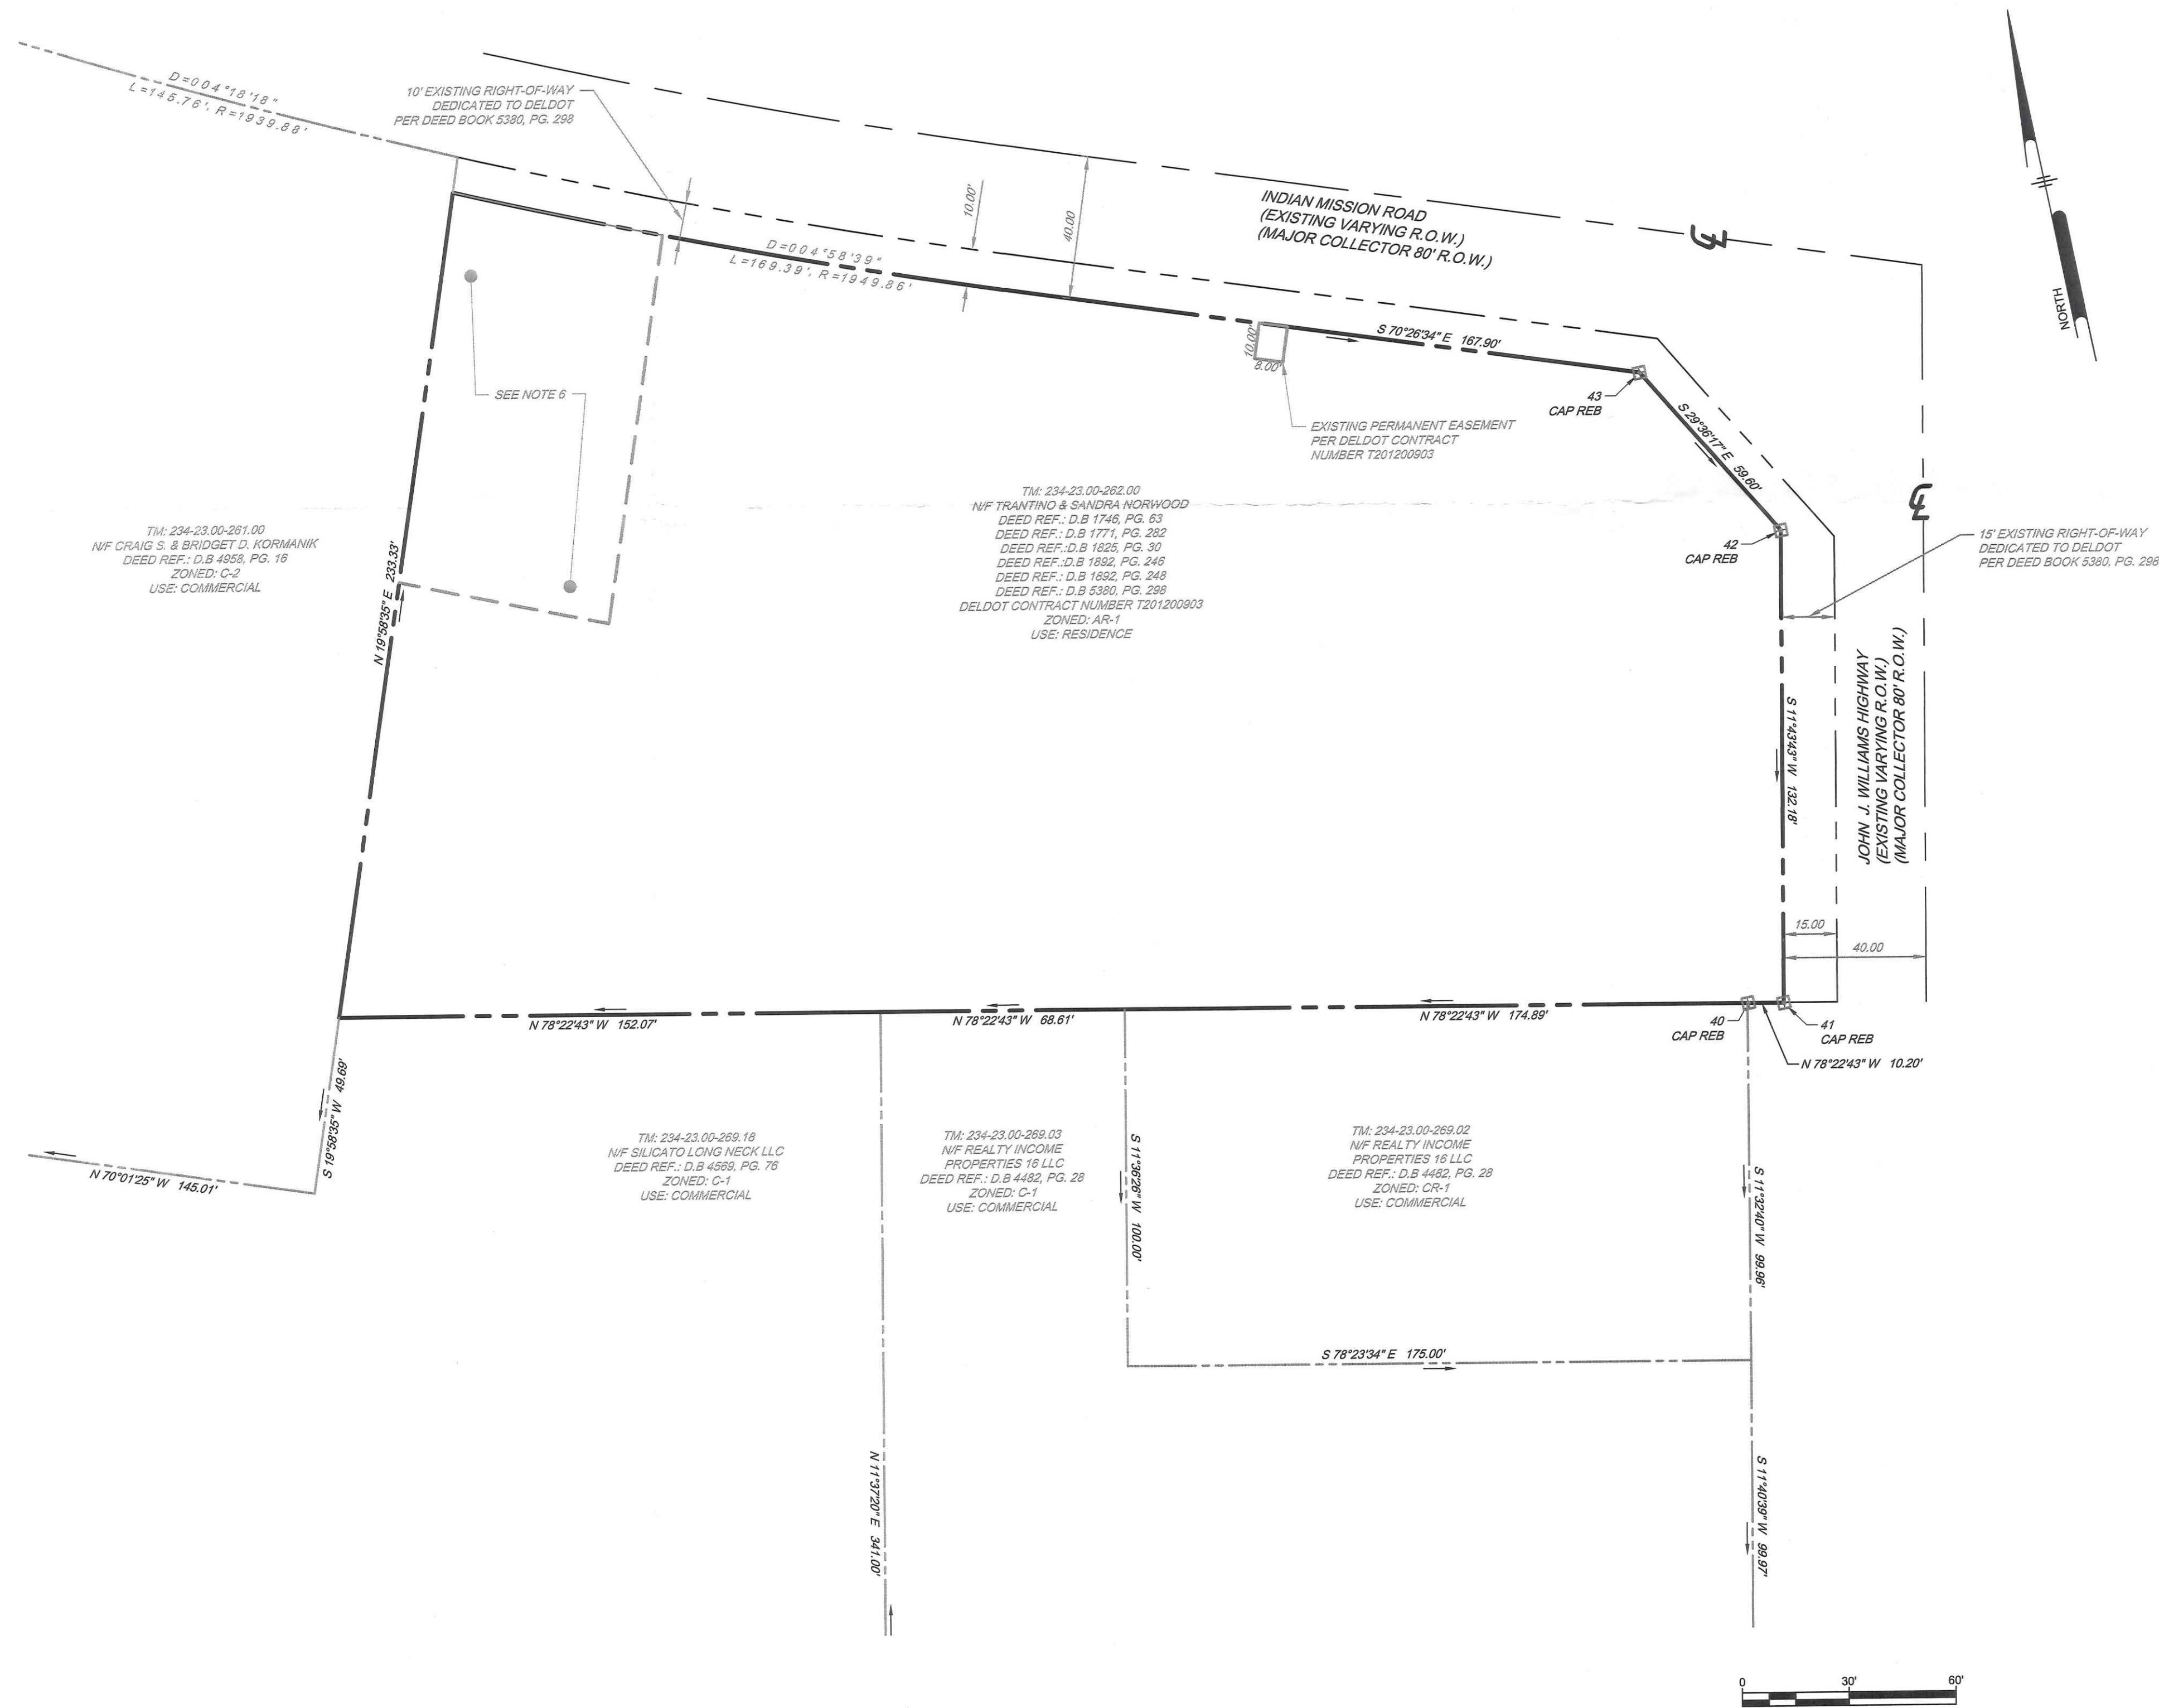 D=004°18'18"
L=145.76', R=1939.88'
10' EXISTING RIGHT-OF-WAY
DEDICATED TO DELDOT
PER DEED BOOK 5380, PG. 298
10.00'
40.00
INDIAN MISSION ROAD
(EXISTING VARYING R.O.W.)
(MAJOR COLLECTOR 80' R.O.W.)
NORTH
D=004°58'39"
L=169.39', R=1949.86'
S 70°26'34" E 167.90'
10.00'
8.00'
43
CAP REB
SEE NOTE 6
EXISTING PERMANENT EASEMENT
PER DELDOT CONTRACT
NUMBER T201200903
S 29°36'17" E 59.60'
42
CAP REB
15' EXISTING RIGHT-OF-WAY
DEDICATED TO DELDOT
PER DEED BOOK 5380, PG. 298
TM: 234-23.00-261.00
N/F CRAIG S. & BRIDGET D. KORMANIK
DEED REF.: D.B 4958, PG. 16
ZONED: C-2
USE: COMMERCIAL
N 19°58'35" E 233.33'
TM: 234-23.00-262.00
N/F TRANTINO & SANDRA NORWOOD
DEED REF.: D.B 1746, PG. 63
DEED REF.: D.B 1771, PG. 282
DEED REF.:D.B 1825, PG. 30
DEED REF.:D.B 1892, PG. 246
DEED REF.: D.B 1892, PG. 248
DEED REF.: D.B 5380, PG. 298
DELDOT CONTRACT NUMBER T201200903
ZONED: AR-1
USE: RESIDENCE
S 11°43'43" W 132.18'
JOHN J. WILLIAMS HIGHWAY
(EXISTING VARYING R.O.W.)
(MAJOR COLLECTOR 80' R.O.W.)
15.00
40.00
N 78°22'43" W 152.07'
N 78°22'43" W 68.61'
N 78°22'43" W 174.89'
40
CAP REB
41
CAP REB
N 78°22'43" W 10.20'
S 19°58'35" W 49.69'
N 70°01'25" W 145.01'
TM: 234-23.00-269.18
N/F SILICATO LONG NECK LLC
DEED REF.: D.B 4569, PG. 76
ZONED: C-1
USE: COMMERCIAL
TM: 234-23.00-269.03
N/F REALTY INCOME
PROPERTIES 16 LLC
DEED REF.: D.B 4482, PG. 28
ZONED: C-1
USE: COMMERCIAL
S 11°36'26" W 100.00'
TM: 234-23.00-269.02
N/F REALTY INCOME
PROPERTIES 16 LLC
DEED REF.: D.B 4482, PG. 28
ZONED: CR-1
USE: COMMERCIAL
S 11°32'40" W 99.96'
S 78°23'34" E 175.00'
N 11°37'20" E 341.00'
S 11°40'39" W 99.97'
0 30' 60'